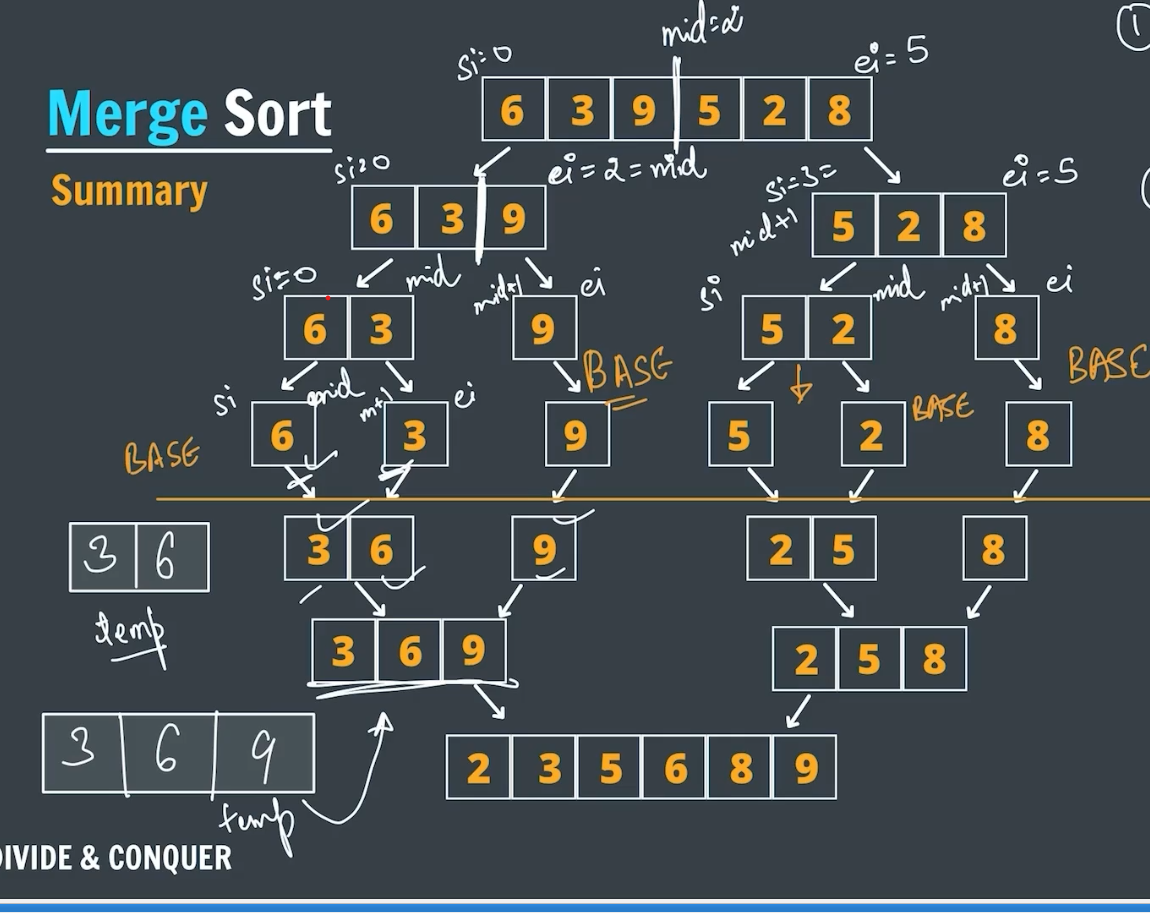 mid=2
si=0
ei=5
①
6 3 9 5 2 8
Merge Sort
Summary
si=0
ei=2=mid
si=3=
mid+1
ei=5
6 3 9
5 2 8
si=0
mid
mid+1
ei
si
mid
mid+1
ei
6 3
9
5 2
8
BASE
BASE
si
mid
m+1
ei
BASE
BASE
6
3
9
5
2
8
3 6
temp
3 6
9
2 5
8
3 6 9
2 5 8
3 6 9
temp
2 3 5 6 8 9
DIVIDE & CONQUER